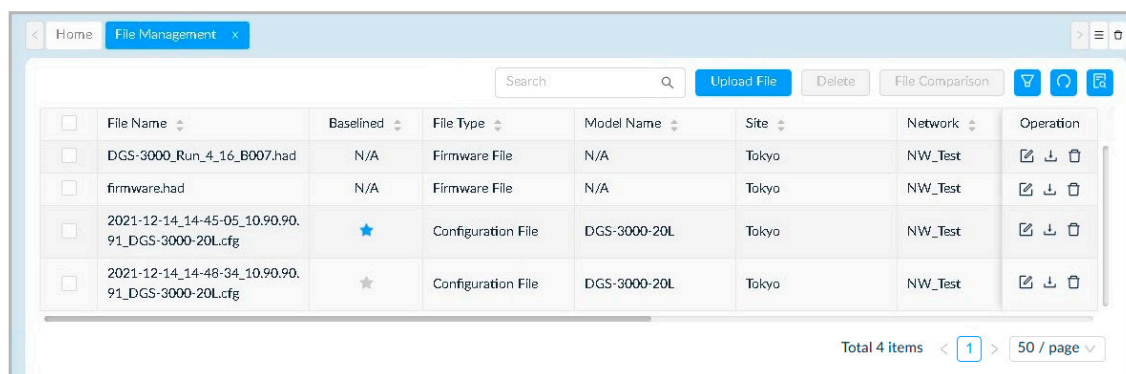 Home File Management x
Search Upload File Delete File Comparison
File Name Baselined File Type Model Name Site Network Operation
DGS-3000_Run_4_16_B007.had N/A Firmware File N/A Tokyo NW_Test
firmware.had N/A Firmware File N/A Tokyo NW_Test
2021-12-14_14-45-05_10.90.90.
91_DGS-3000-20L.cfg Configuration File DGS-3000-20L Tokyo NW_Test
2021-12-14_14-48-34_10.90.90.
91_DGS-3000-20L.cfg Configuration File DGS-3000-20L Tokyo NW_Test
Total 4 items < 1 > 50 / page